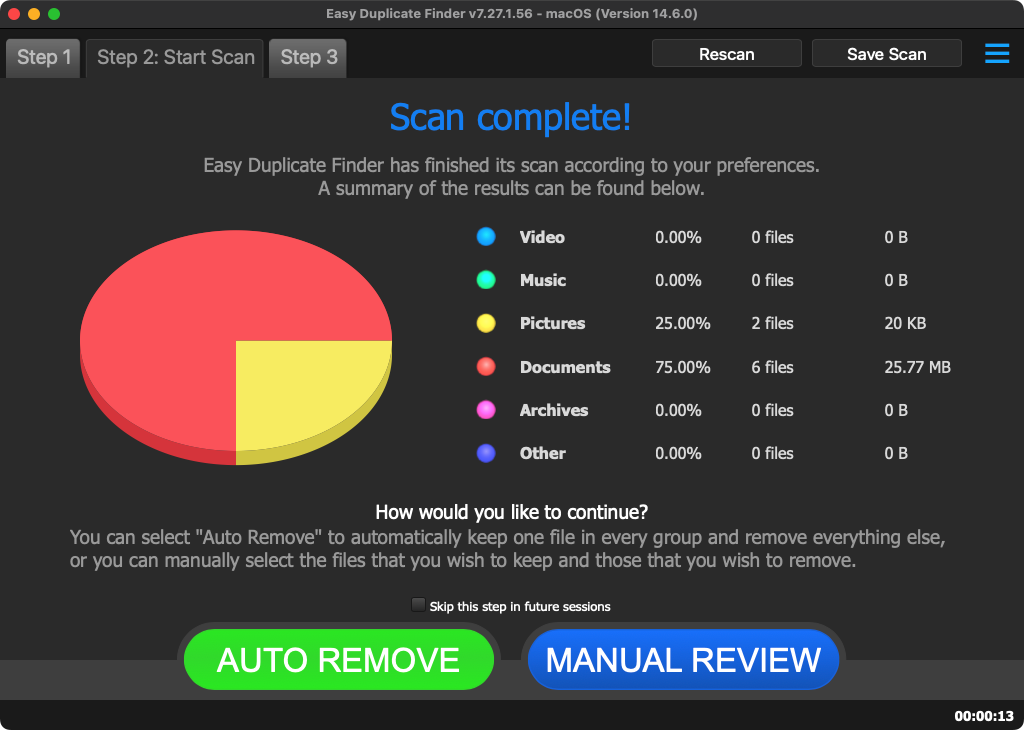 Easy Duplicate Finder v7.27.1.56 - macOS (Version 14.6.0)
Step 1
Step 2: Start Scan
Step 3
Rescan
Save Scan
Scan complete!
Easy Duplicate Finder has finished its scan according to your preferences.
A summary of the results can be found below.
Video 0.00% 0 files 0 B
Music 0.00% 0 files 0 B
Pictures 25.00% 2 files 20 KB
Documents 75.00% 6 files 25.77 MB
Archives 0.00% 0 files 0 B
Other 0.00% 0 files 0 B
How would you like to continue?
You can select "Auto Remove" to automatically keep one file in every group and remove everything else,
or you can manually select the files that you wish to keep and those that you wish to remove.
Skip this step in future sessions
AUTO REMOVE
MANUAL REVIEW
00:00:13